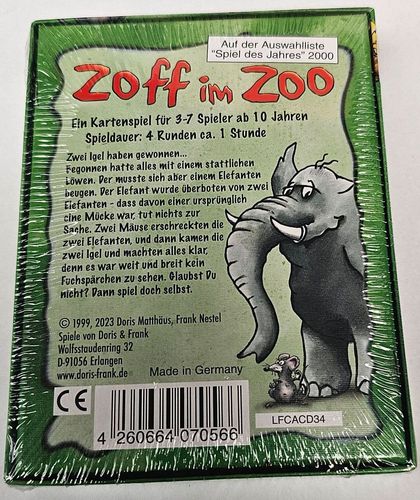 Auf der Auswahlliste
"Spiel des Jahres" 2000
Zoff im Zoo
Ein Kartenspiel für 3-7 Spieler ab 10 Jahren
Spieldauer: 4 Runden ca. 1 Stunde
Zwei Igel haben gewonnen...
Fegonnen hatte alles mit einem stattlichen
Löwen. Der musste sich aber einem Elefanten
beugen. Der Elefant wurde überboten von zwei
Elefanten - dass davon einer ursprünglich
eine Mücke war, tut nichts zur
Sache. Zwei Mäuse erschreckten die
zwei Elefanten, und dann kamen die
zwei Igel und machten alles klar,
denn es war weit und breit kein
Fuchspärchen zu sehen. Glaubst Du
nicht? Dann spiel doch selbst.
© 1999, 2023 Doris Matthäus, Frank Nestel
Spiele von Doris & Frank
Wolfsstaudenring 32
D-91056 Erlangen
www.doris-frank.de
Made in Germany
CE
4 260664 070566
LFCACD34